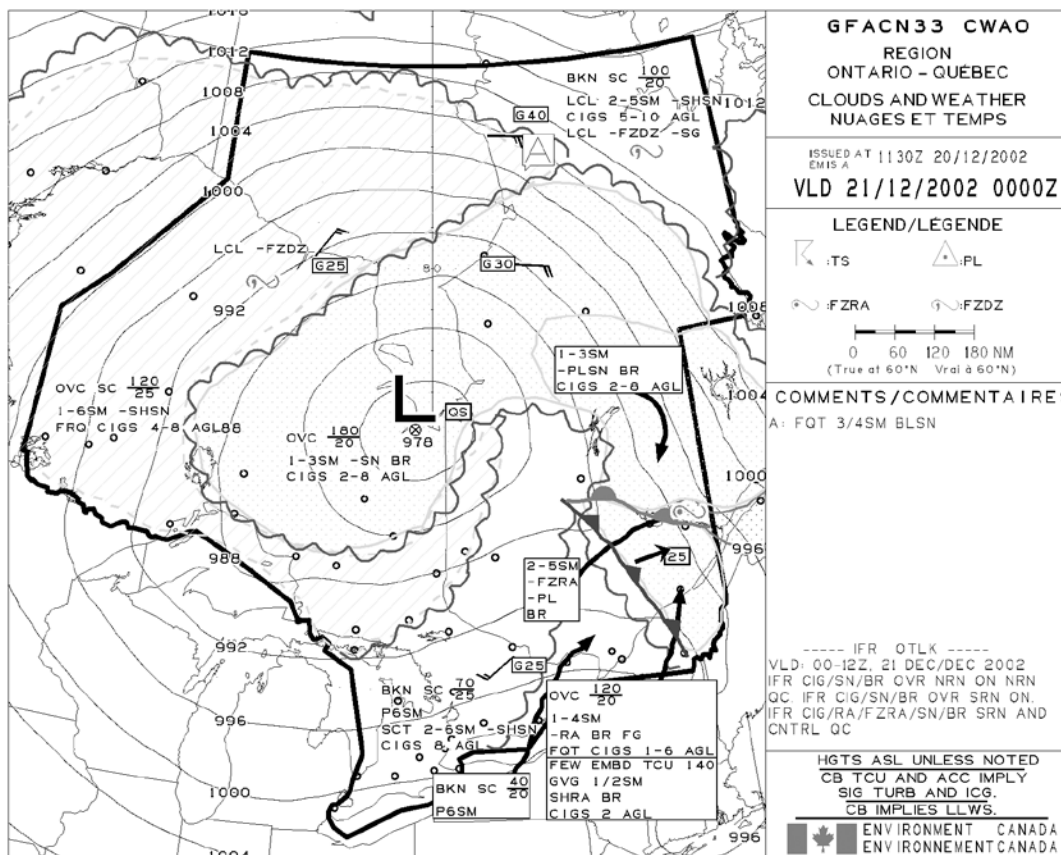 1016
1012
1008
1004
1000
992
BKN SC 100/20
LCL 2-5SM -SHSN
CIGS 5-10 AGL
LCL -FZDZ -SG
1012
G40
A
LCL -FZDZ
G25
80
G30
1008
1-3SM
-PLSN BR
CIGS 2-8 AGL
1004
OVC SC 120/25
1-6SM -SHSN
FRQ CIGS 4-8 AGL
988
L
QS
978
OVC 180/20
1-3SM -SN BR
CIGS 2-8 AGL
1000
996
25
2-5SM
-FZRA
-PL
BR
988
992
996
1000
1004
G25
BKN SC 70/25
P6SM
SCT 2-6SM -SHSN
CIGS 8 AGL
BKN SC 40/20
P6SM
OVC 120/20
1-4SM
-RA BR FG
FQT CIGS 1-6 AGL
FEW EMBD TCU 140
GVG 1/2SM
SHRA BR
CIGS 2 AGL
996
GFACN33 CWAO
REGION
ONTARIO - QUÉBEC
CLOUDS AND WEATHER
NUAGES ET TEMPS
ISSUED AT 1130Z 20/12/2002
EMIS A
VLD 21/12/2002 0000Z
LEGEND/LÉGENDE
:TS
:PL
:FZRA
:FZDZ
0 60 120 180 NM
(True at 60°N Vrai à 60°N)
COMMENTS/COMMENTAIRES
A: FQT 3/4SM BLSN
----- IFR OTLK -----
VLD: 00-12Z, 21 DEC/DEC 2002
IFR CIG/SN/BR OVR NRN ON NRN
QC. IFR CIG/SN/BR OVR SRN ON.
IFR CIG/RA/FZRA/SN/BR SRN AND
CNTRL QC
HGTS ASL UNLESS NOTED
CB TCU AND ACC IMPLY
SIG TURB AND ICG.
CB IMPLIES LLWS.
ENVIRONMENT CANADA
ENVIRONNEMENT CANADA